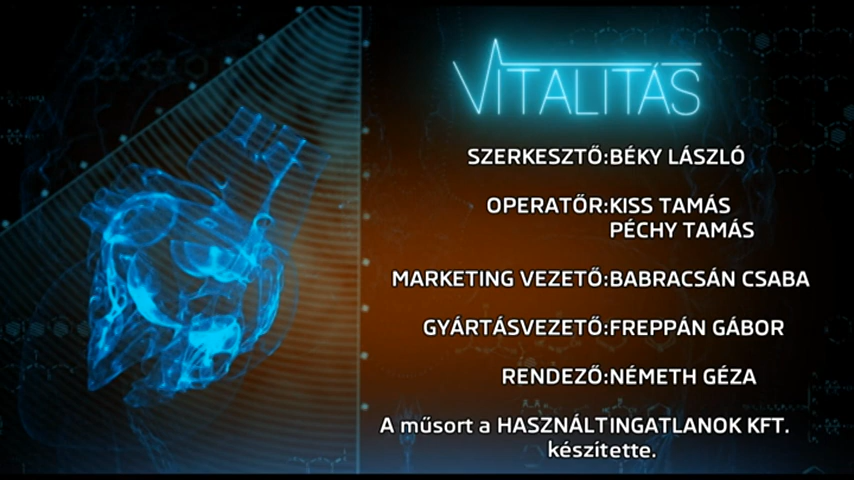 VITALITÁS
SZERKESZTŐ:BÉKY LÁSZLÓ
OPERATŐR:KISS TAMÁS
PÉCHY TAMÁS
MARKETING VEZETŐ:BABRACSÁN CSABA
GYÁRTÁSVEZETŐ:FREPPÁN GÁBOR
RENDEZŐ:NÉMETH GÉZA
A műsort a HASZNÁLTINGATLANOK KFT.
készítette.